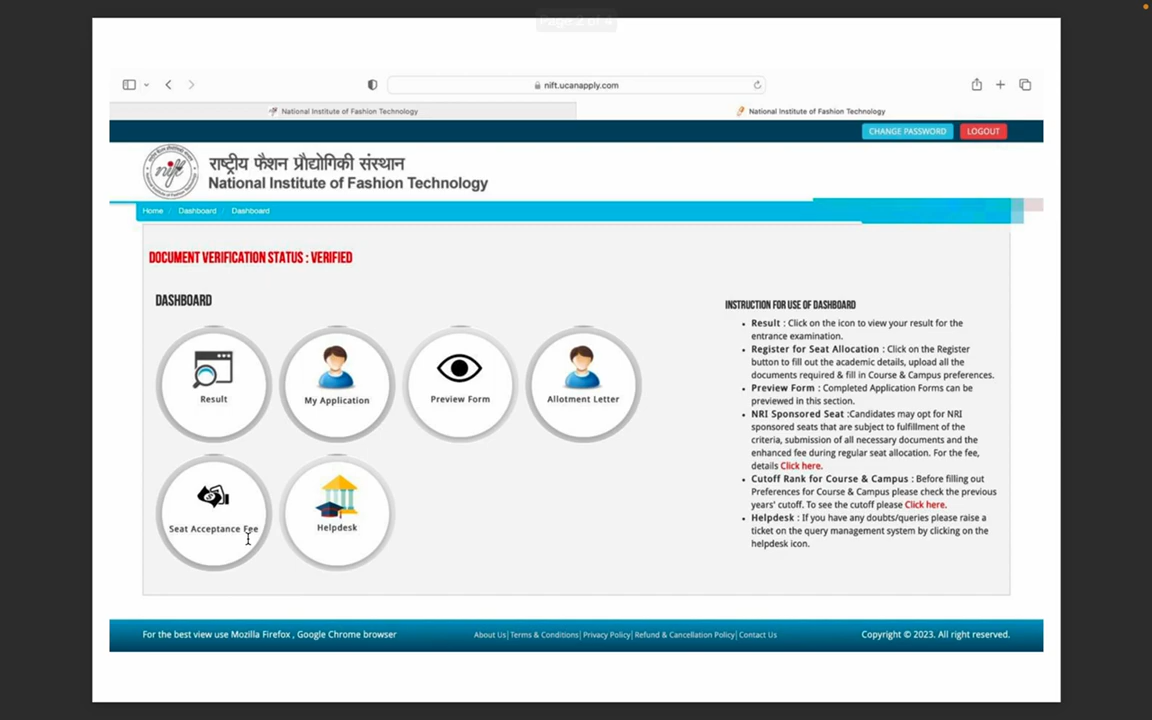 Page 2 of 4
nift.ucanapply.com
National Institute of Fashion Technology
National Institute of Fashion Technology
CHANGE PASSWORD
LOGOUT
nift
राष्ट्रीय फैशन प्रौद्योगिकी संस्थान
National Institute of Fashion Technology
Home / Dashboard / Dashboard
DOCUMENT VERIFICATION STATUS : VERIFIED
DASHBOARD
Result
My Application
Preview Form
Allotment Letter
Seat Acceptance Fee
Helpdesk
INSTRUCTION FOR USE OF DASHBOARD
• Result : Click on the icon to view your result for the
entrance examination.
• Register for Seat Allocation : Click on the Register
button to fill out the academic details, upload all the
documents required & fill in Course & Campus preferences.
• Preview Form : Completed Application Forms can be
previewed in this section.
• NRI Sponsored Seat :Candidates may opt for NRI
sponsored seats that are subject to fulfillment of the
criteria, submission of all necessary documents and the
enhanced fee during regular seat allocation. For the fee,
details Click here.
• Cutoff Rank for Course & Campus : Before filling out
Preferences for Course & Campus please check the previous
years' cutoff. To see the cutoff please Click here.
• Helpdesk : If you have any doubts/queries please raise a
ticket on the query management system by clicking on the
helpdesk icon.
For the best view use Mozilla Firefox , Google Chrome browser
About Us| Terms & Conditions| Privacy Policy| Refund & Cancellation Policy| Contact Us
Copyright © 2023. All right reserved.